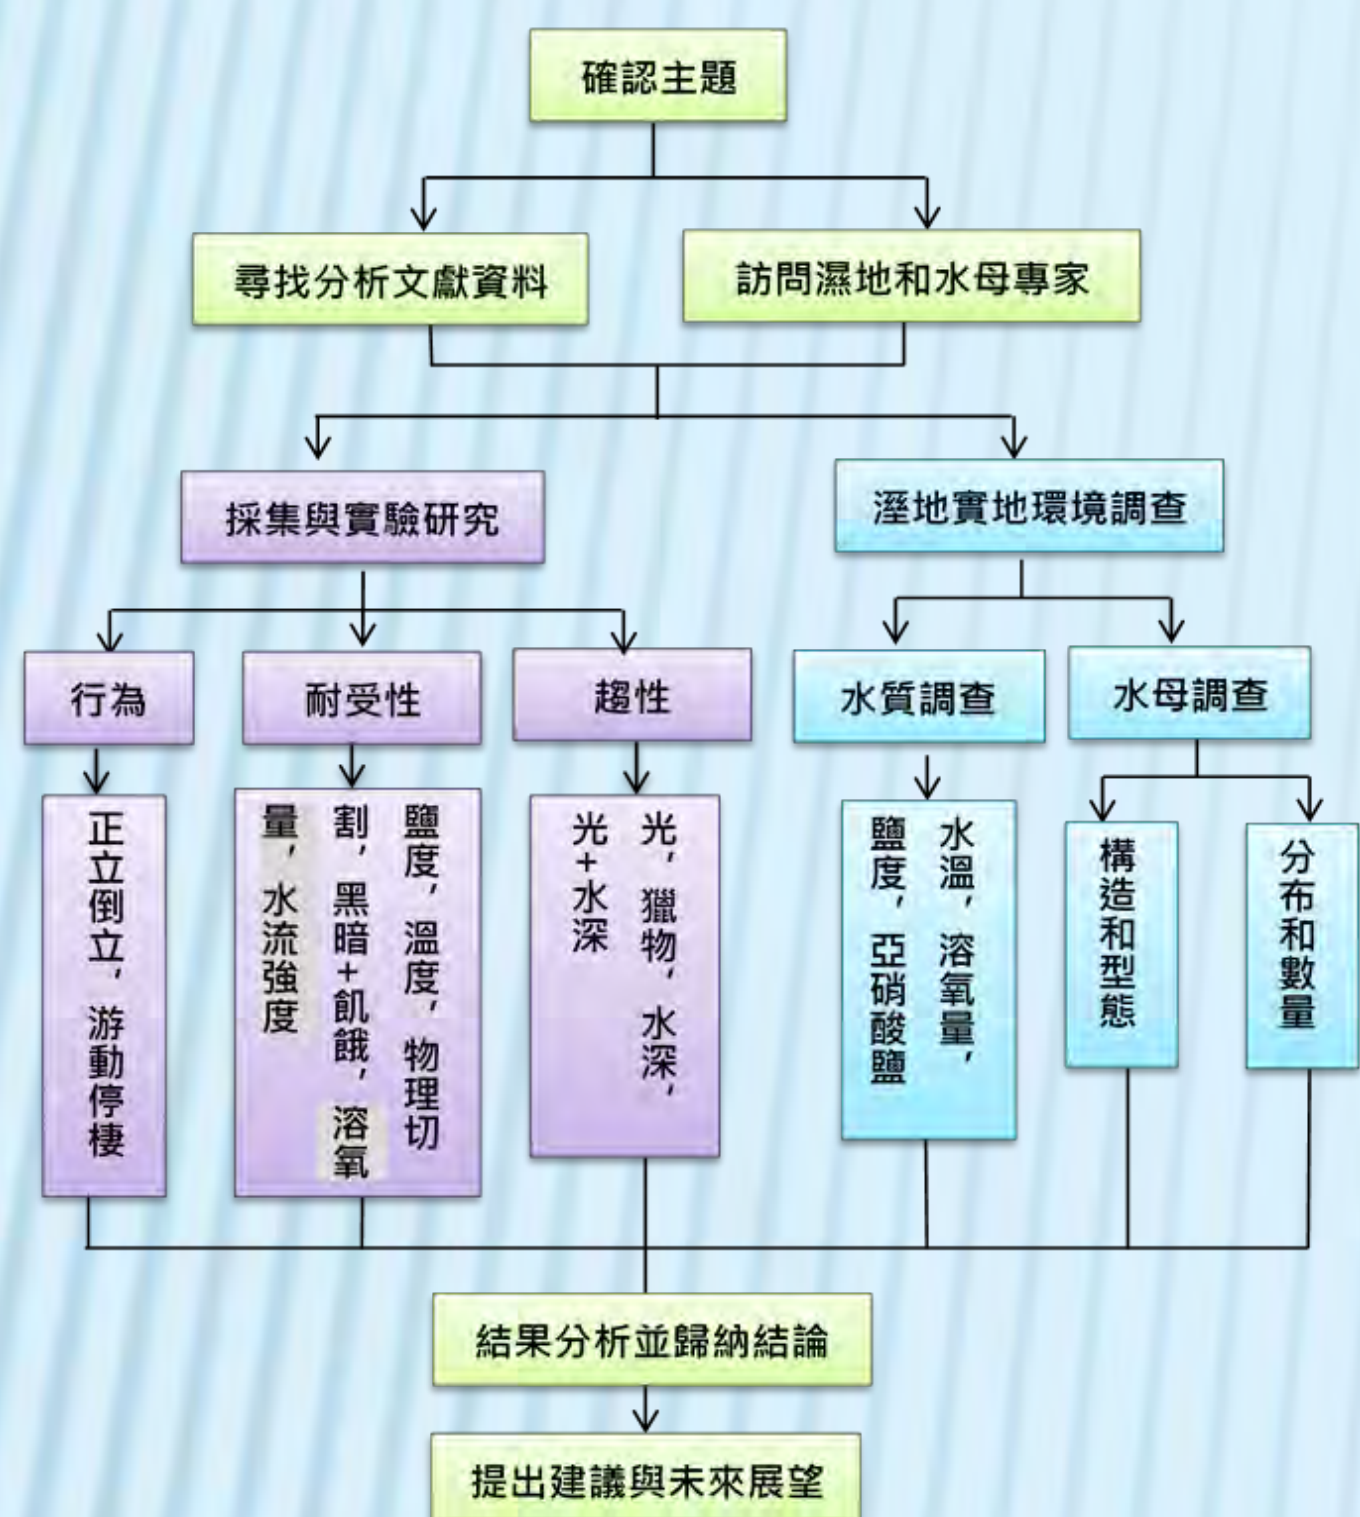 確認主題
尋找分析文獻資料
訪問濕地和水母專家
採集與實驗研究
溼地實地環境調查
行為
耐受性
趨性
水質調查
水母調查
正立倒立，游動停棲
鹽度，溫度，物理切
割，黑暗+飢餓，溶氧
量，水流強度
光，獵物，水深，
光+水深
水溫，溶氧量，
鹽度，亞硝酸鹽
構造和型態
分布和數量
結果分析並歸納結論
提出建議與未來展望